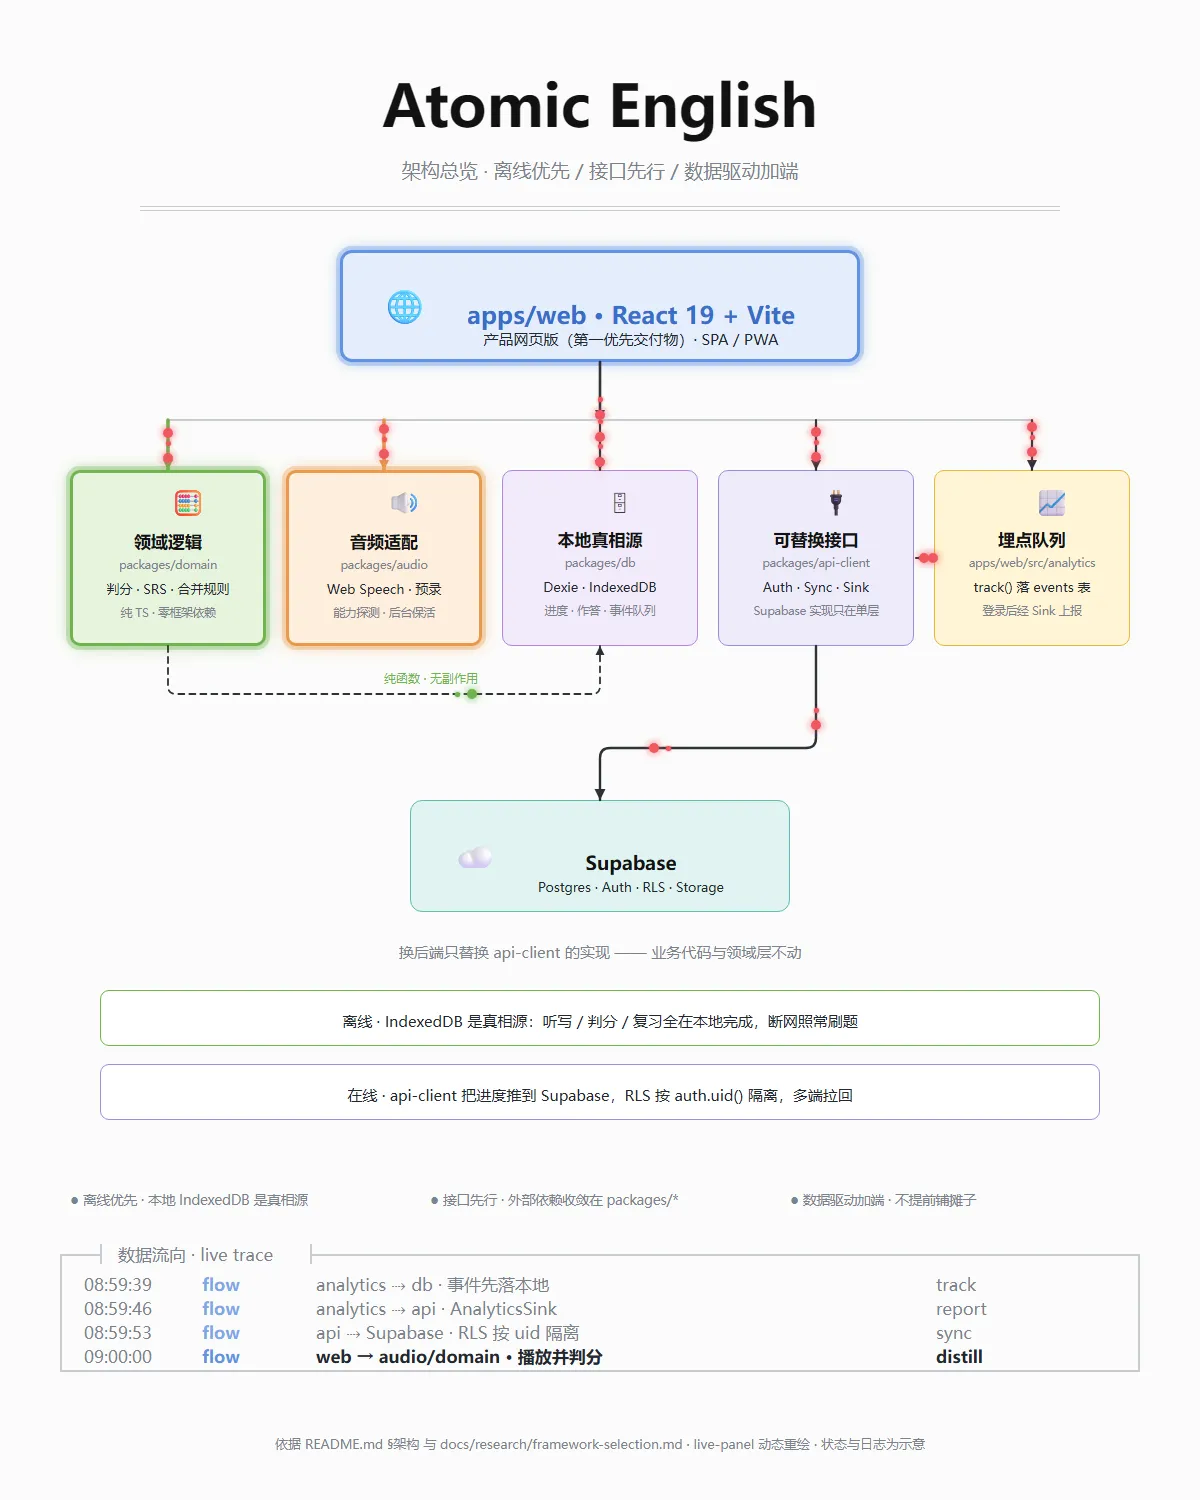 Atomic English
架构总览 · 离线优先 / 接口先行 / 数据驱动加端
apps/web • React 19 + Vite
产品网页版（第一优先交付物）· SPA / PWA
领域逻辑
packages/domain
判分 · SRS · 合并规则
纯 TS · 零框架依赖
音频适配
packages/audio
Web Speech · 预录
能力探测 · 后台保活
本地真相源
packages/db
Dexie · IndexedDB
进度 · 作答 · 事件队列
可替换接口
packages/api-client
Auth · Sync · Sink
Supabase 实现只在单层
埋点队列
apps/web/src/analytics
track() 落 events 表
登录后经 Sink 上报
纯函数 · 无副作用
Supabase
Postgres · Auth · RLS · Storage
换后端只替换 api-client 的实现 —— 业务代码与领域层不动
离线 · IndexedDB 是真相源：听写 / 判分 / 复习全在本地完成，断网照常刷题
在线 · api-client 把进度推到 Supabase，RLS 按 auth.uid() 隔离，多端拉回
● 离线优先 · 本地 IndexedDB 是真相源
● 接口先行 · 外部依赖收敛在 packages/*
● 数据驱动加端 · 不提前铺摊子
数据流向 · live trace
08:59:39 flow analytics ⇢ db · 事件先落本地 track
08:59:46 flow analytics ⇢ api · AnalyticsSink report
08:59:53 flow api ⇢ Supabase · RLS 按 uid 隔离 sync
09:00:00 flow web → audio/domain • 播放并判分 distill
依据 README.md §架构 与 docs/research/framework-selection.md · live-panel 动态重绘 · 状态与日志为示意